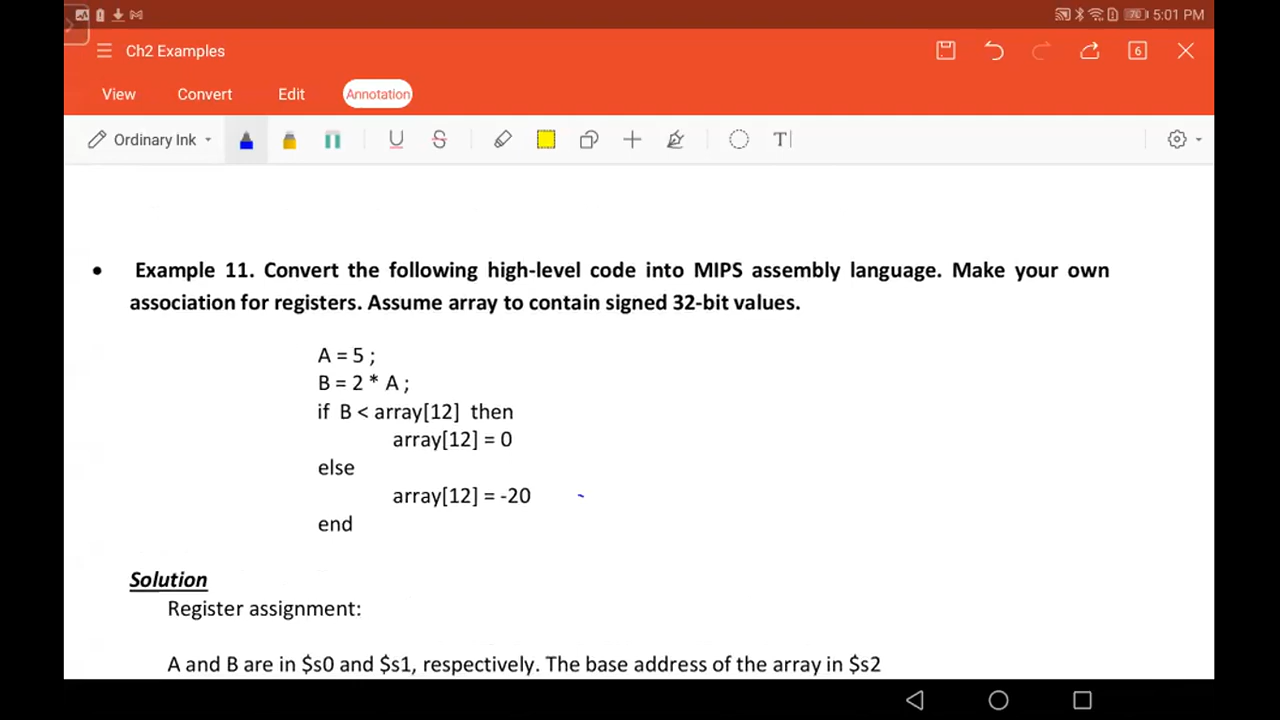 5:01 PM
Ch2 Examples
6
View Convert Edit Annotation
Ordinary Ink
• Example 11. Convert the following high-level code into MIPS assembly language. Make your own
association for registers. Assume array to contain signed 32-bit values.
A = 5 ;
B = 2 * A ;
if B < array[12] then
array[12] = 0
else
array[12] = -20
end
Solution
Register assignment:
A and B are in $s0 and $s1, respectively. The base address of the array in $s2